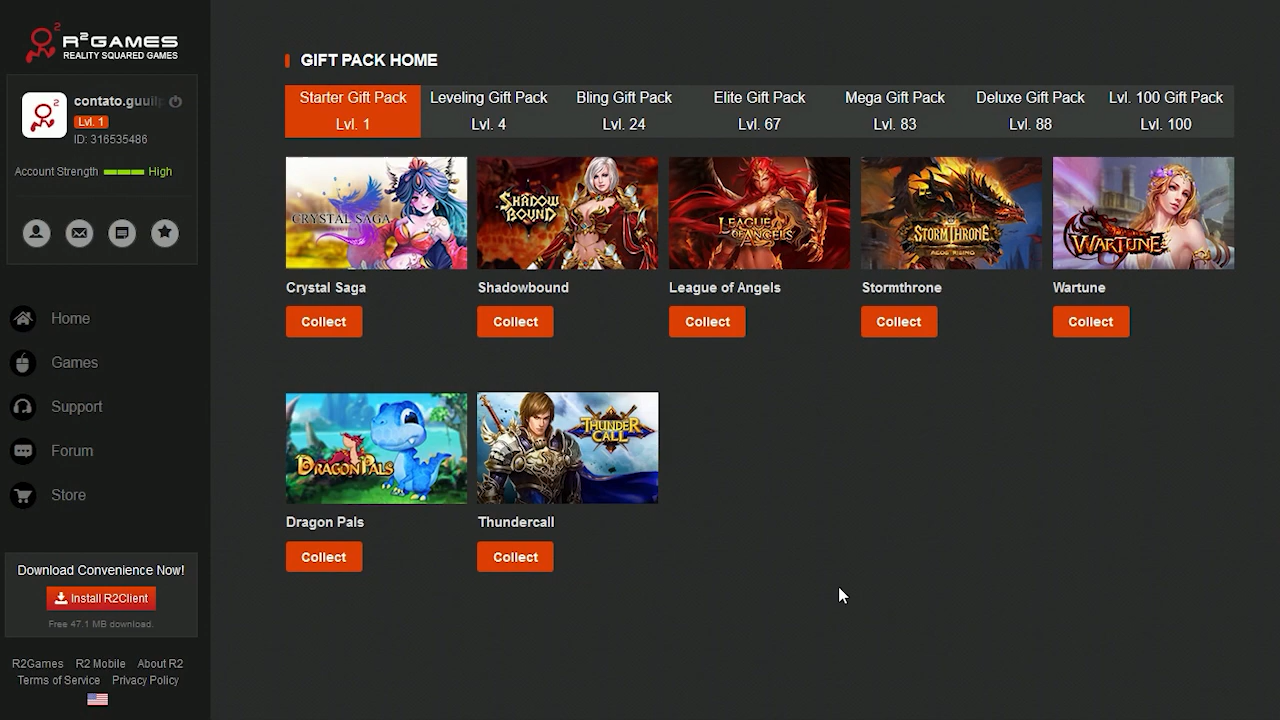 R²GAMES
REALITY SQUARED GAMES
contato.guuil
Lvl. 1
ID: 316535486
Account Strength High
Home
Games
Support
Forum
Store
Download Convenience Now!
Install R2Client
Free 47.1 MB download.
R2Games R2 Mobile About R2
Terms of Service Privacy Policy
GIFT PACK HOME
Starter Gift Pack Leveling Gift Pack Bling Gift Pack Elite Gift Pack Mega Gift Pack Deluxe Gift Pack Lvl. 100 Gift Pack
Lvl. 1 Lvl. 4 Lvl. 24 Lvl. 67 Lvl. 83 Lvl. 88 Lvl. 100
CRYSTAL SAGA
SHADOW
BOUND
LEAGUE
OF ANGELS
STORMTHRONE
AEOS RISING
WARTUNE
Crystal Saga Shadowbound League of Angels Stormthrone Wartune
Collect Collect Collect Collect Collect
DRAGON PALS
THUNDER
CALL
Dragon Pals Thundercall
Collect Collect